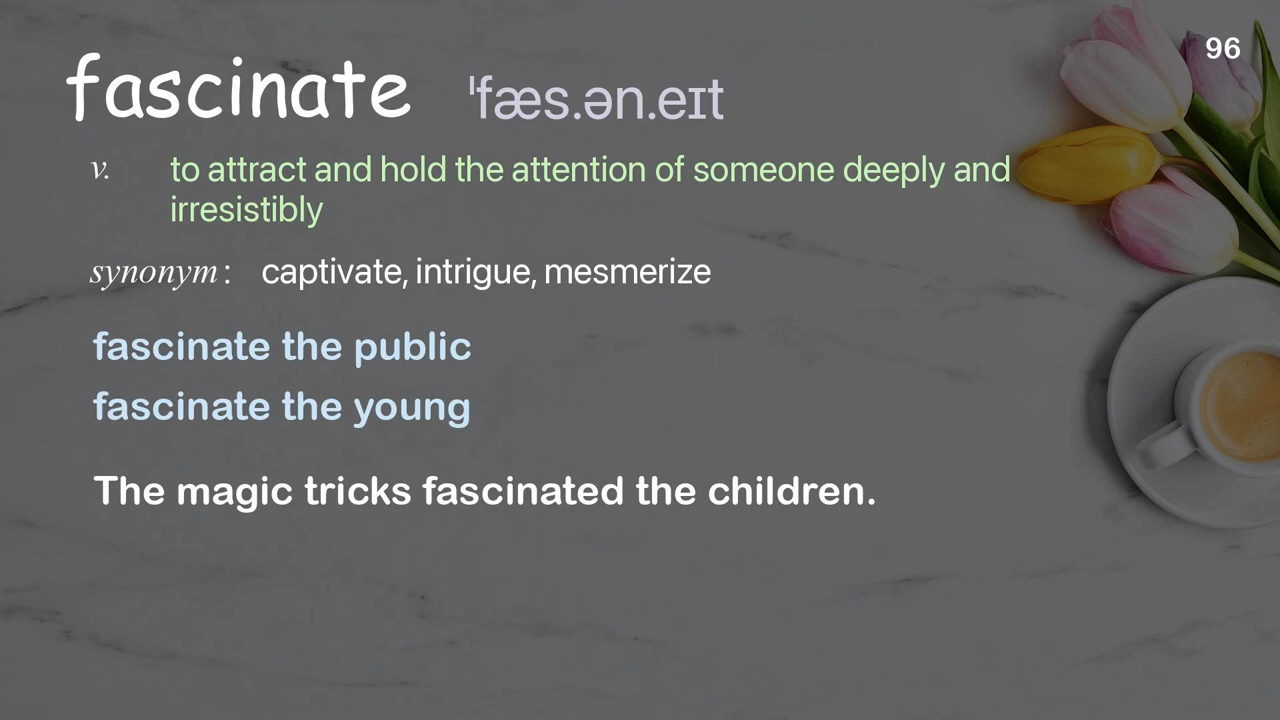 96
fascinate ˈfæs.ən.eɪt
v. to attract and hold the attention of someone deeply and
irresistibly
synonym: captivate, intrigue, mesmerize
fascinate the public
fascinate the young
The magic tricks fascinated the children.